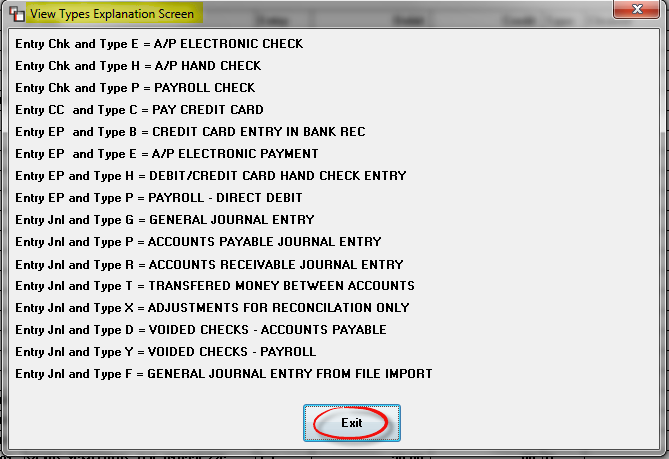 View Types Explanation Screen
Entry Chk and Type E = A/P ELECTRONIC CHECK
Entry Chk and Type H = A/P HAND CHECK
Entry Chk and Type P = PAYROLL CHECK
Entry CC  and Type C = PAY CREDIT CARD
Entry EP  and Type B = CREDIT CARD ENTRY IN BANK REC
Entry EP  and Type E = A/P ELECTRONIC PAYMENT
Entry EP and Type H = DEBIT/CREDIT CARD HAND CHECK ENTRY
Entry EP and Type P = PAYROLL - DIRECT DEBIT
Entry Jnl and Type G = GENERAL JOURNAL ENTRY
Entry Jnl and Type P = ACCOUNTS PAYABLE JOURNAL ENTRY
Entry Jnl and Type R = ACCOUNTS RECEIVABLE JOURNAL ENTRY
Entry Jnl and Type T = TRANSFERED MONEY BETWEEN ACCOUNTS
Entry Jnl and Type X = ADJUSTMENTS FOR RECONCILATION ONLY
Entry Jnl and Type D = VOIDED CHECKS - ACCOUNTS PAYABLE
Entry Jnl and Type Y = VOIDED CHECKS - PAYROLL
Entry Jnl and Type F = GENERAL JOURNAL ENTRY FROM FILE IMPORT
Exit